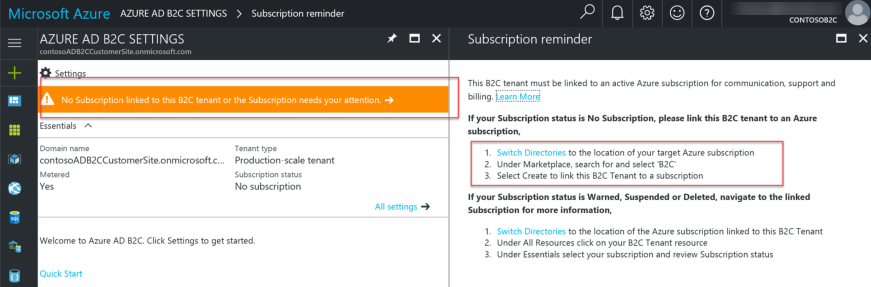 Microsoft Azure AZURE AD B2C SETTINGS > Subscription reminder
CONTOSOB2C
AZURE AD B2C SETTINGS
contosoADB2CCustomerSite.onmicrosoft.com
Settings
No Subscription linked to this B2C tenant or the Subscription needs your attention. →
Essentials
Domain name
contosoADB2CCustomerSite.onmicrosoft.c...
Tenant type
Production-scale tenant
Metered
Yes
Subscription status
No subscription
All settings →
Welcome to Azure AD B2C. Click Settings to get started.
Quick Start
Subscription reminder
This B2C tenant must be linked to an active Azure subscription for communication, support and
billing. Learn More
If your Subscription status is No Subscription, please link this B2C tenant to an Azure
subscription,
1. Switch Directories to the location of your target Azure subscription
2. Under Marketplace, search for and select 'B2C'
3. Select Create to link this B2C Tenant to a subscription
If your Subscription status is Warned, Suspended or Deleted, navigate to the linked
Subscription for more information,
1. Switch Directories to the location of the Azure subscription linked to this B2C Tenant
2. Under All Resources click on your B2C Tenant resource
3. Under Essentials select your subscription and review Subscription status